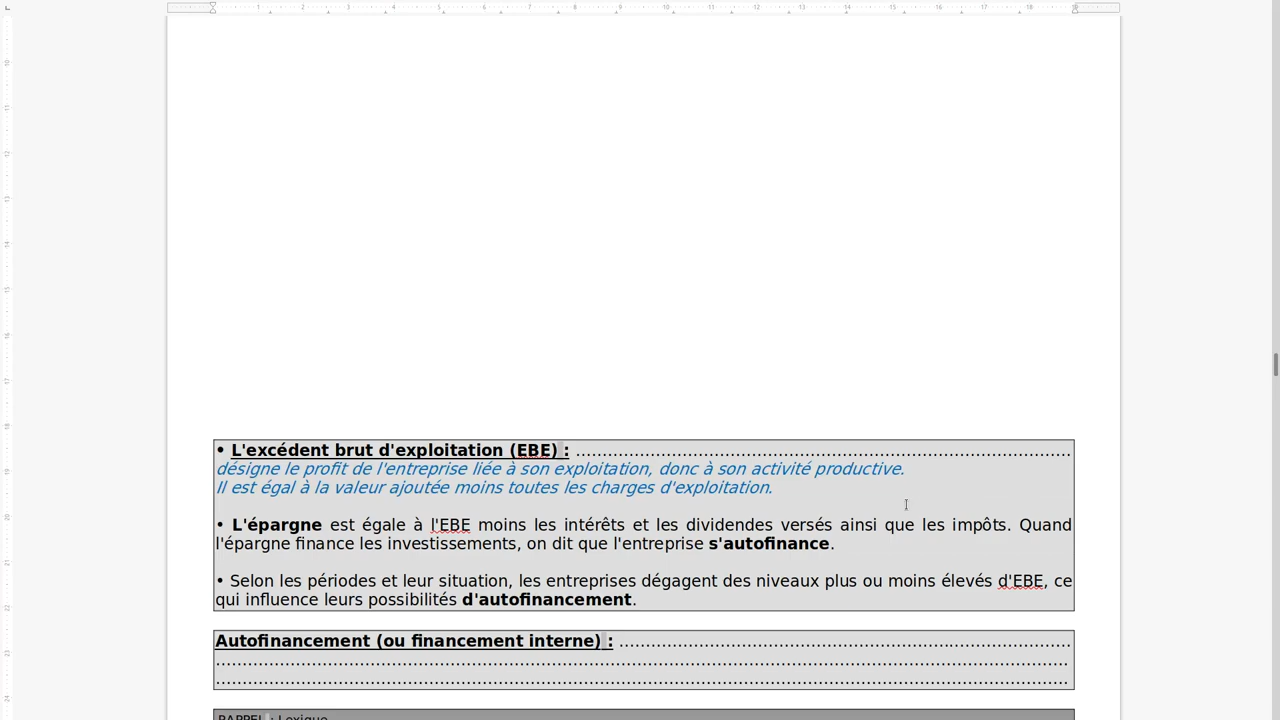 • L'excédent brut d'exploitation (EBE) : ……………………………………………………………………………
désigne le profit de l'entreprise liée à son exploitation, donc à son activité productive.
Il est égal à la valeur ajoutée moins toutes les charges d'exploitation.
• L'épargne est égale à l'EBE moins les intérêts et les dividendes versés ainsi que les impôts. Quand
l'épargne finance les investissements, on dit que l'entreprise s'autofinance.
• Selon les périodes et leur situation, les entreprises dégagent des niveaux plus ou moins élevés d'EBE, ce
qui influence leurs possibilités d'autofinancement.
Autofinancement (ou financement interne) : …………………………………………………………………………
……………………………………………………………………………………………………………………………………
……………………………………………………………………………………………………………………………………
RAPPEL : Lexique